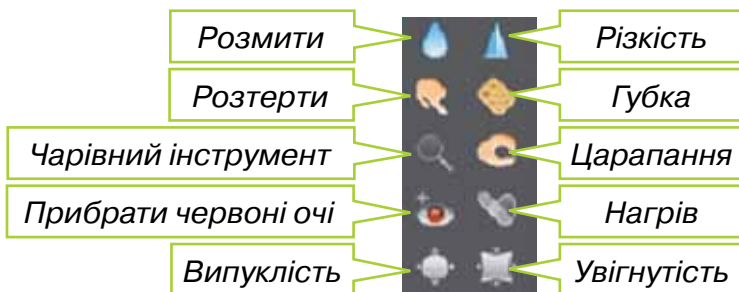 Розмити
Різкість
Розтерти
Губка
Чарівний інструмент
Царапання
Прибрати червоні очі
Нагрів
Випуклість
Увігнутість